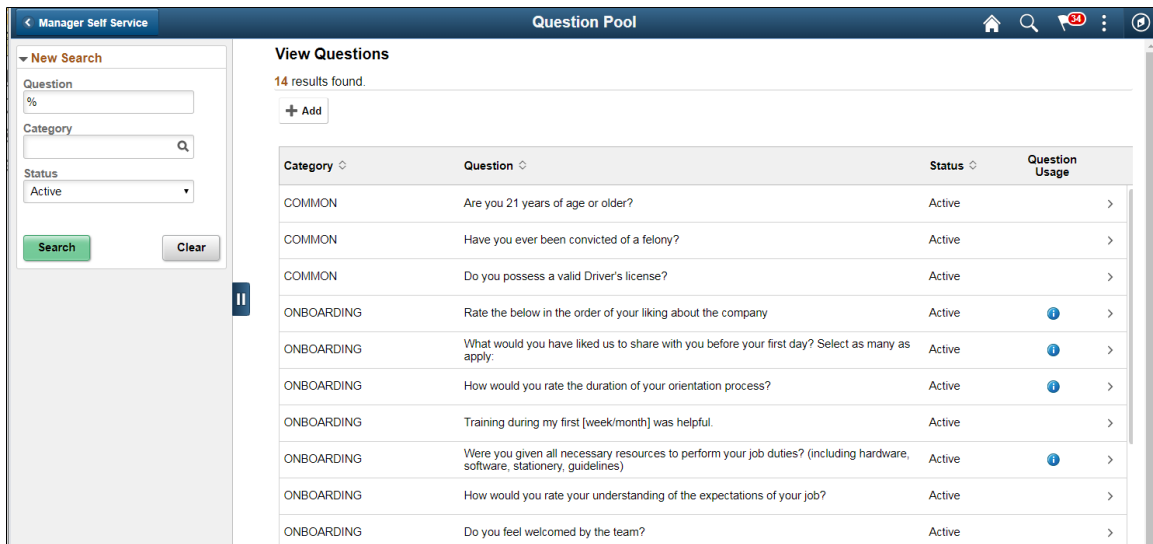 Manager Self Service
Question Pool
34
New Search
Question
%
Category
Status
Active
Search
Clear
View Questions
14 results found.
Add
Category Question Status Question Usage
COMMON Are you 21 years of age or older? Active
COMMON Have you ever been convicted of a felony? Active
COMMON Do you possess a valid Driver's license? Active
ONBOARDING Rate the below in the order of your liking about the company Active
ONBOARDING What would you have liked us to share with you before your first day? Select as many as
apply: Active
ONBOARDING How would you rate the duration of your orientation process? Active
ONBOARDING Training during my first [week/month] was helpful. Active
ONBOARDING Were you given all necessary resources to perform your job duties? (including hardware,
software, stationery, guidelines) Active
ONBOARDING How would you rate your understanding of the expectations of your job? Active
ONBOARDING Do you feel welcomed by the team? Active